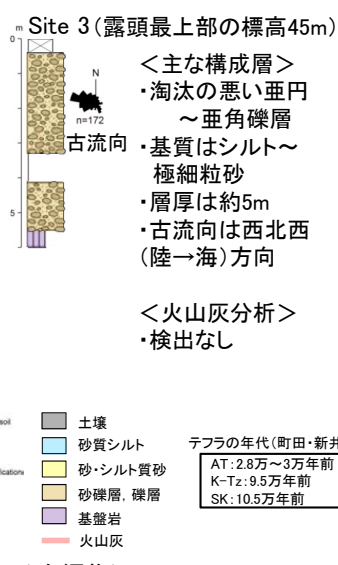 m Site 3(露頭最上部の標高45m)
0
N
n=172
古流向
5
<主な構成層>
・淘汰の悪い亜円
～亜角礫層
・基質はシルト～
極細粒砂
・層厚は約5m
・古流向は西北西
(陸→海)方向
<火山灰分析>
・検出なし
soil
土壌
砂質シルト
砂・シルト質砂
砂礫層, 礫層
基盤岩
火山灰
テフラの年代(町田・新井
AT:2.8万～3万年前
K-Tz:9.5万年前
SK:10.5万年前